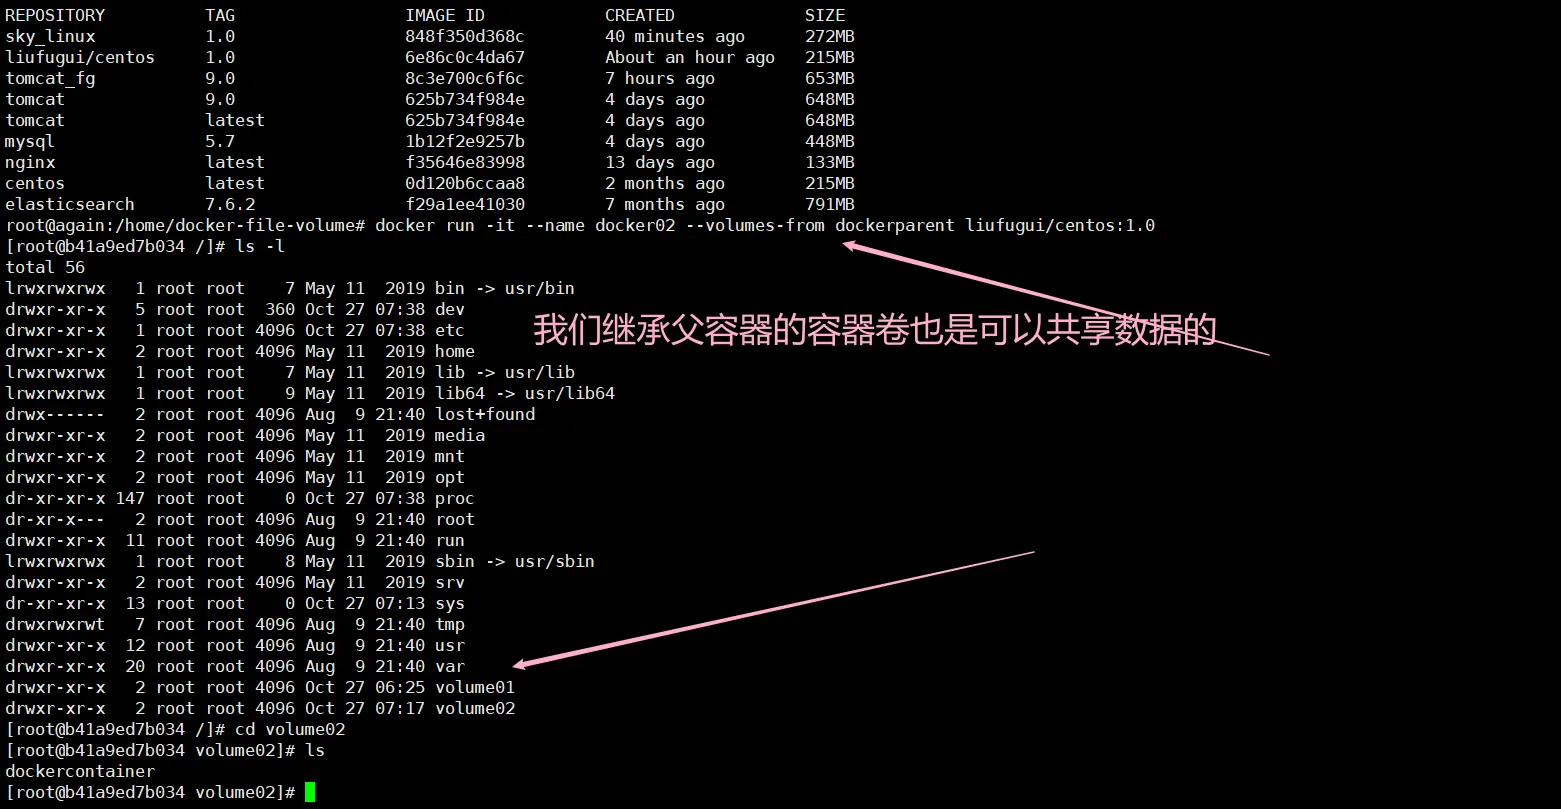 REPOSITORY          TAG                 IMAGE ID            CREATED             SIZE
sky_linux           1.0                 848f350d368c        40 minutes ago      272MB
liufugui/centos     1.0                 6e86c0c4da67        About an hour ago   215MB
tomcat_fg           9.0                 8c3e700c6f6c        7 hours ago         653MB
tomcat              9.0                 625b734f984e        4 days ago          648MB
tomcat              latest              625b734f984e        4 days ago          648MB
mysql               5.7                 1b12f2e9257b        4 days ago          448MB
nginx               latest              f35646e83998        13 days ago         133MB
centos              latest              0d120b6ccaa8        2 months ago        215MB
elasticsearch       7.6.2               f29a1ee41030        7 months ago        791MB
root@again:/home/docker-file-volume# docker run -it --name docker02 --volumes-from dockerparent liufugui/centos:1.0
[root@b41a9ed7b034 /]# ls -l
total 56
lrwxrwxrwx   1 root root    7 May 11  2019 bin -> usr/bin
drwxr-xr-x   5 root root  360 Oct 27 07:38 dev
drwxr-xr-x   1 root root 4096 Oct 27 07:38 etc
我们继承父容器的容器卷也是可以共享数据的
drwxr-xr-x   2 root root 4096 May 11  2019 home
lrwxrwxrwx   1 root root    7 May 11  2019 lib -> usr/lib
lrwxrwxrwx   1 root root    9 May 11  2019 lib64 -> usr/lib64
drwx------   2 root root 4096 Aug  9 21:40 lost+found
drwxr-xr-x   2 root root 4096 May 11  2019 media
drwxr-xr-x   2 root root 4096 May 11  2019 mnt
drwxr-xr-x   2 root root 4096 May 11  2019 opt
dr-xr-xr-x 147 root root    0 Oct 27 07:38 proc
dr-xr-x---   2 root root 4096 Aug  9 21:40 root
drwxr-xr-x  11 root root 4096 Aug  9 21:40 run
lrwxrwxrwx   1 root root    8 May 11  2019 sbin -> usr/sbin
drwxr-xr-x   2 root root 4096 May 11  2019 srv
dr-xr-xr-x  13 root root    0 Oct 27 07:13 sys
drwxrwxrwt   7 root root 4096 Aug  9 21:40 tmp
drwxr-xr-x  12 root root 4096 Aug  9 21:40 usr
drwxr-xr-x  20 root root 4096 Aug  9 21:40 var
drwxr-xr-x   2 root root 4096 Oct 27 06:25 volume01
drwxr-xr-x   2 root root 4096 Oct 27 07:17 volume02
[root@b41a9ed7b034 /]# cd volume02
[root@b41a9ed7b034 volume02]# ls
dockercontainer
[root@b41a9ed7b034 volume02]#